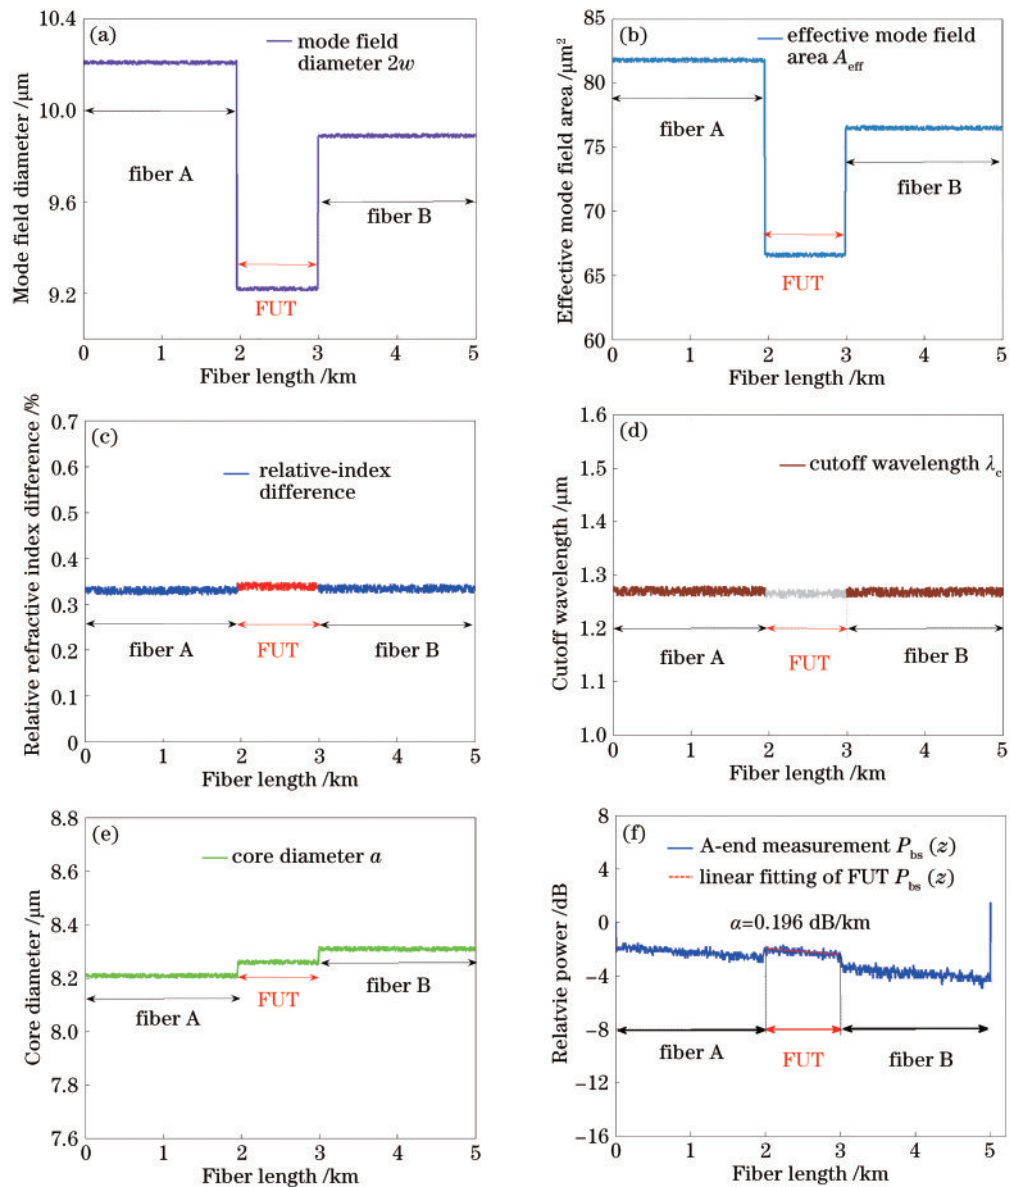 (a)
mode field
diameter 2w
Mode field diameter /μm
10.4
10.0
9.6
9.2
fiber A
FUT
fiber B
0 1 2 3 4 5
Fiber length /km
(b)
effective mode field
area A_eff
Effective mode field area /μm²
85
80
75
70
65
60
fiber A
FUT
fiber B
0 1 2 3 4 5
Fiber length /km
(c)
relative-index
difference
Relative refractive index difference /%
0.7
0.6
0.5
0.4
0.3
0.2
0.1
0
fiber A
FUT
fiber B
0 1 2 3 4 5
Fiber length /km
(d)
cutoff wavelength λ_c
Cutoff wavelength /μm
1.6
1.5
1.4
1.3
1.2
1.1
1.0
fiber A
FUT
fiber B
0 1 2 3 4 5
Fiber length /km
(e)
core diameter a
Core diameter /μm
8.8
8.6
8.4
8.2
8.0
7.8
7.6
fiber A
FUT
fiber B
0 1 2 3 4 5
Fiber length /km
(f)
A-end measurement P_bs (z)
linear fitting of FUT P_bs (z)
α=0.196 dB/km
Relatvie power /dB
8
4
0
−4
−8
−12
−16
fiber A
FUT
fiber B
0 1 2 3 4 5
Fiber length /km